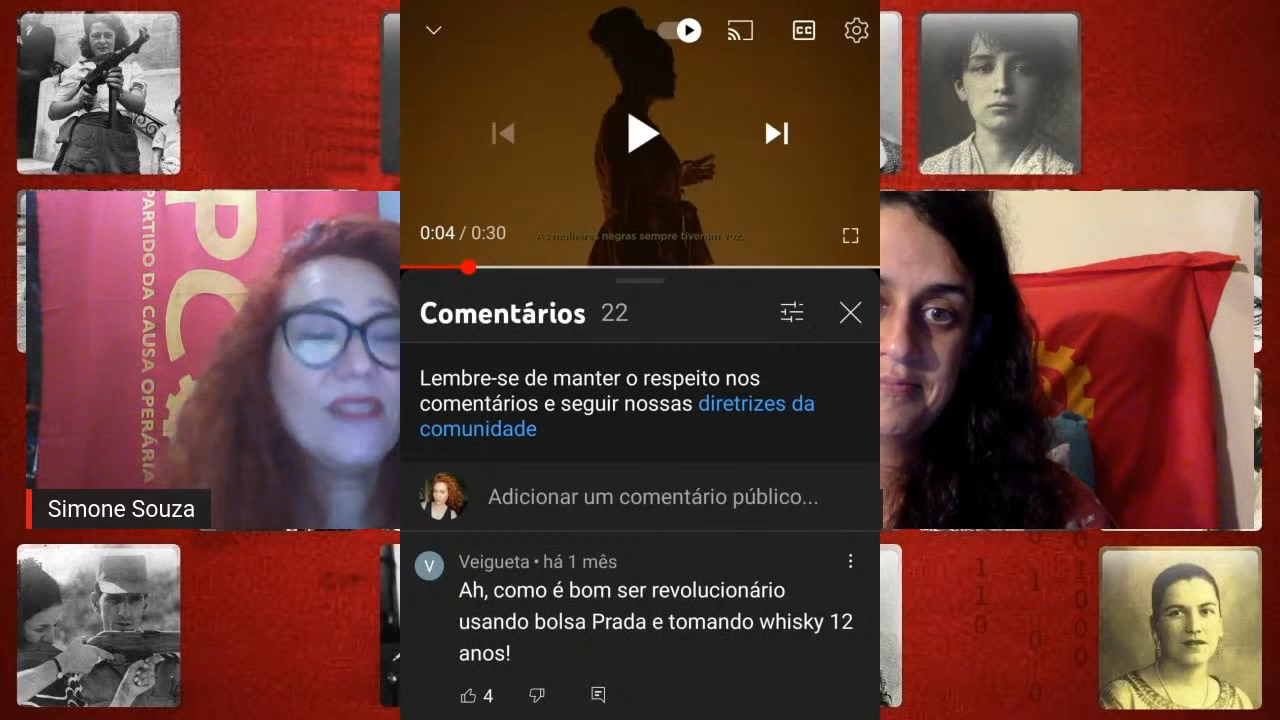 0:04 / 0:30
As mulheres negras sempre tiveram voz.
Comentários 22
Lembre-se de manter o respeito nos
comentários e seguir nossas diretrizes da
comunidade
Adicionar um comentário público...
V
Veigueta • há 1 mês
Ah, como é bom ser revolucionário
usando bolsa Prada e tomando whisky 12
anos!
4
PARTIDO DA CAUSA OPERÁRIA
PC
Simone Souza
CC